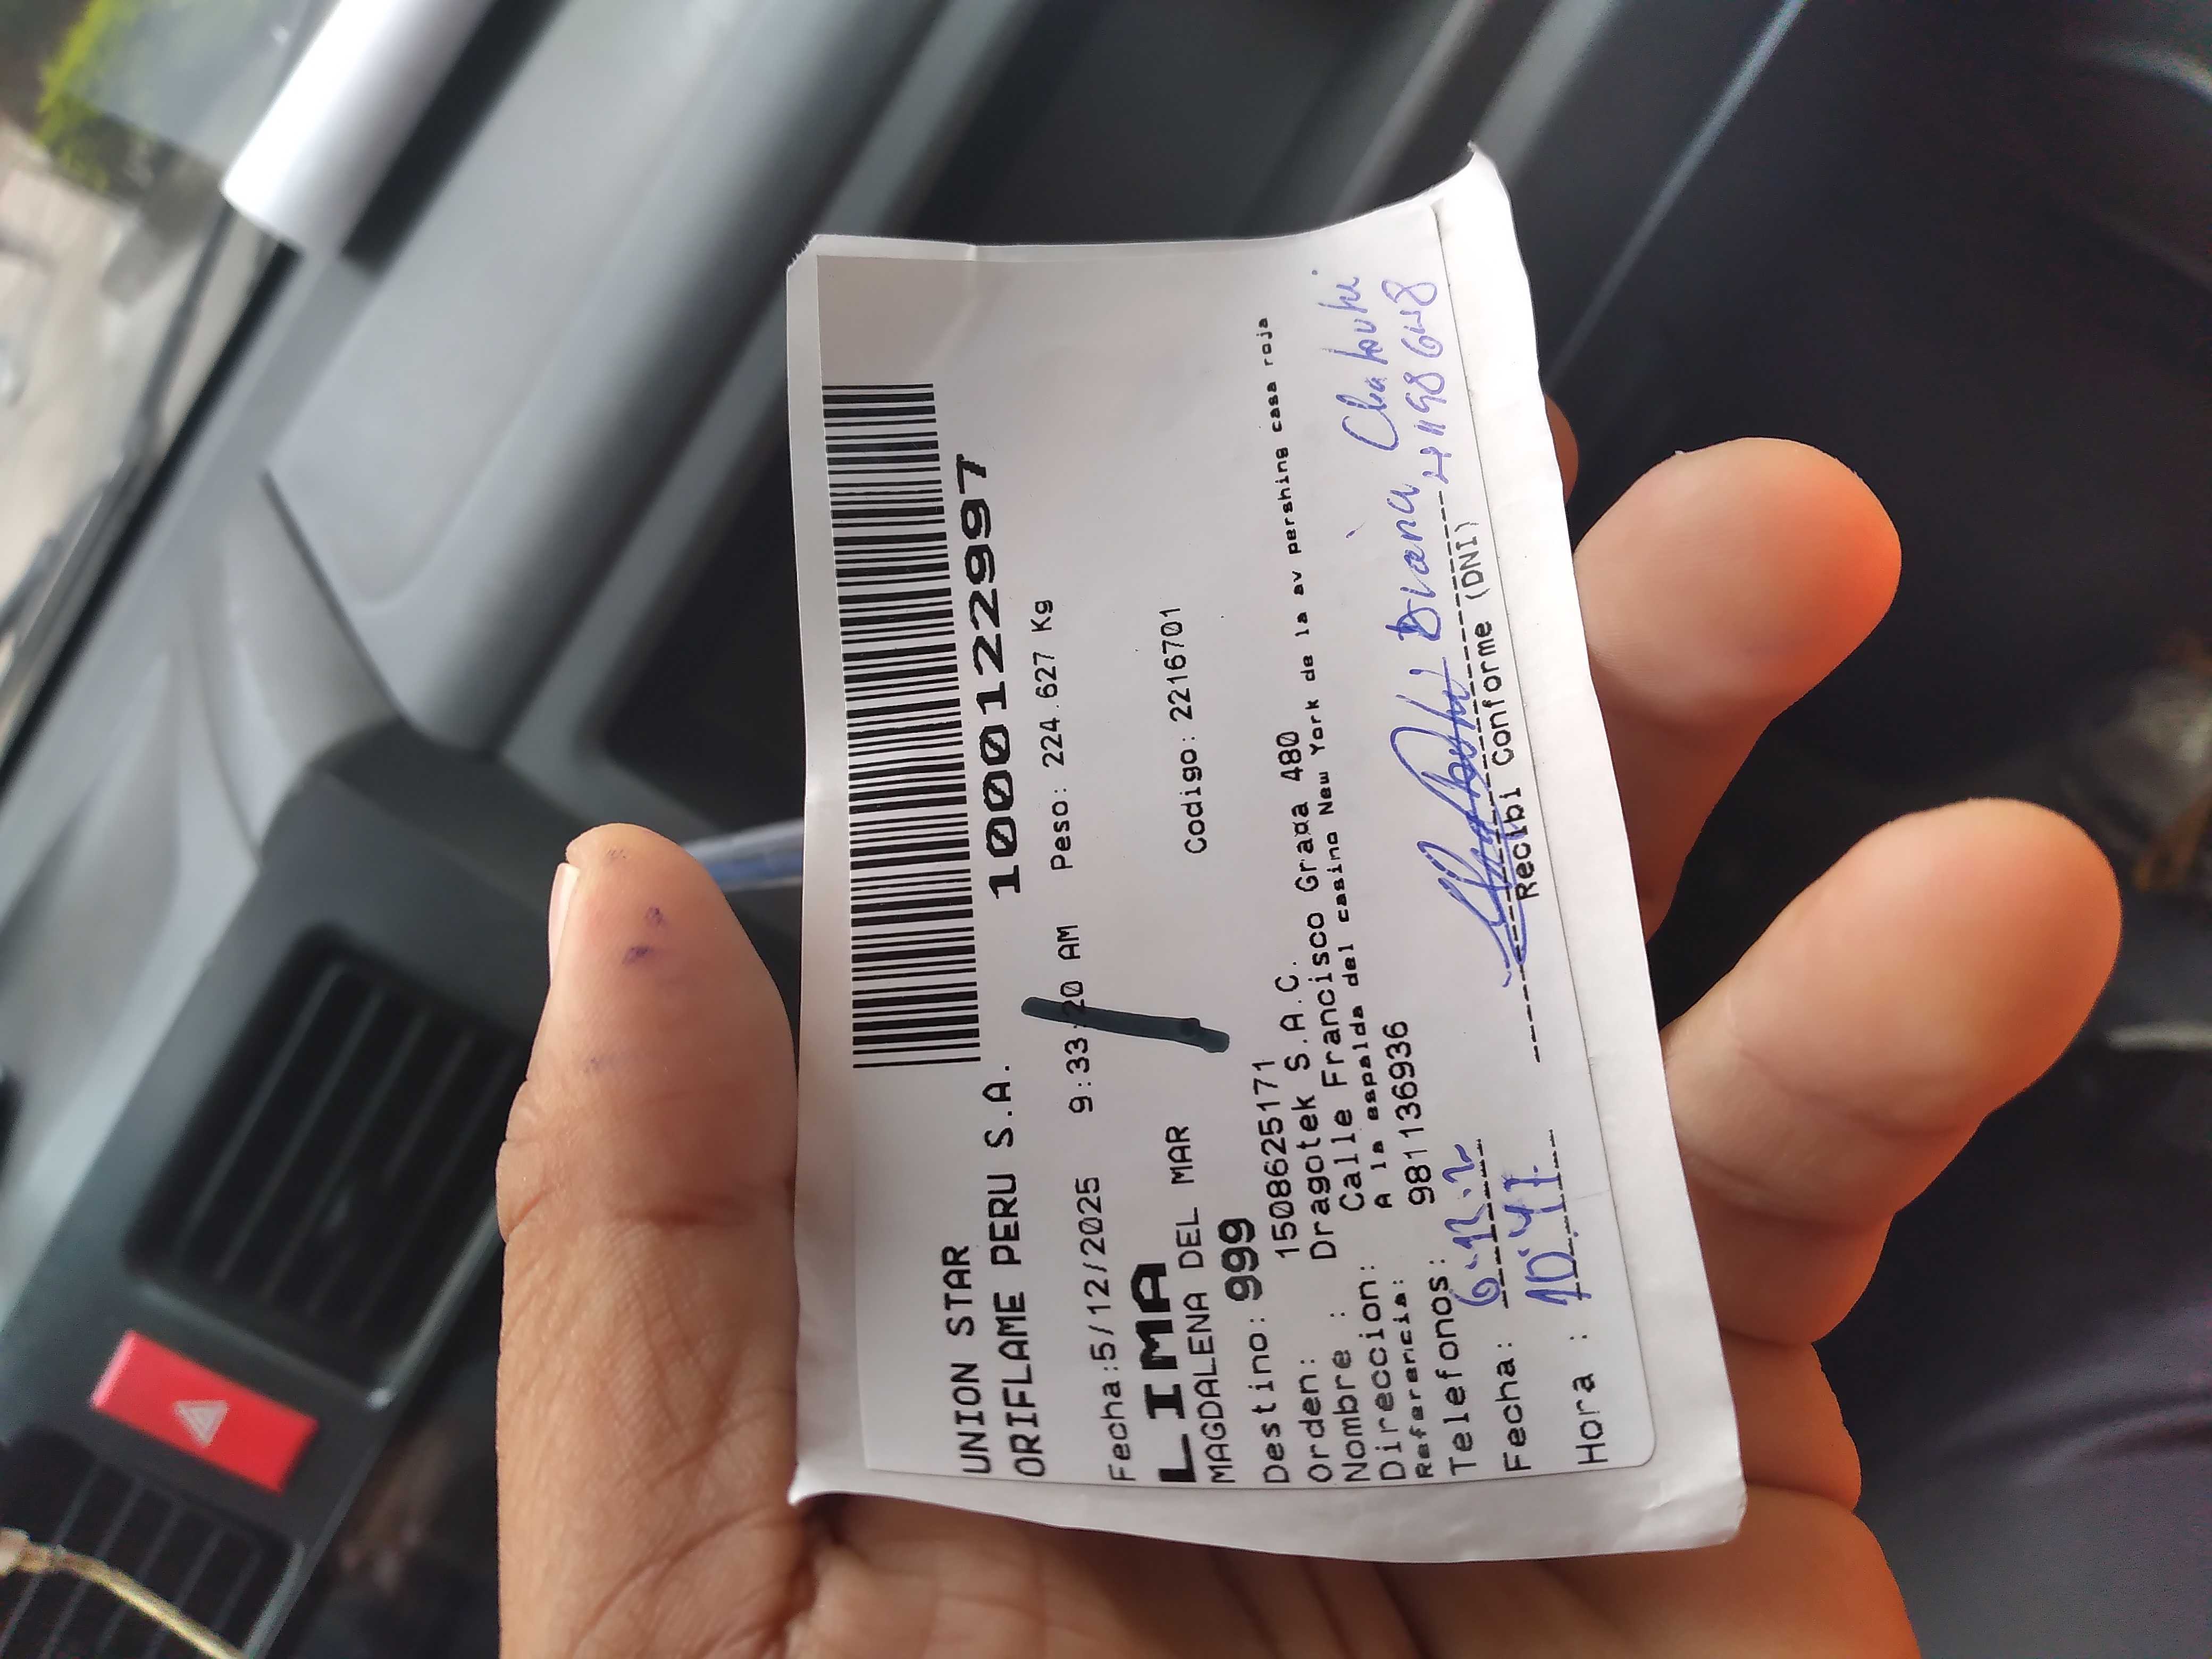 UNION STAR
ORIFLAME PERU S.A.
1000122997
Fecha:5/12/2025 9:33:20 AM Peso: 224.627 Kg
LIMA
MAGDALENA DEL MAR
Codigo: 2216701
Destino: 999
Orden: 1508625171
Nombre : Dragotek S.A.C.
Direccion: Calle Francisco Graña 480
Referencia: A la espalda del casino New York de la av pershing casa roja
Telefonos: 981136936
Fecha: 6.12.2
Hora : 10:41
Diana
Recibi Conforme (DNI)